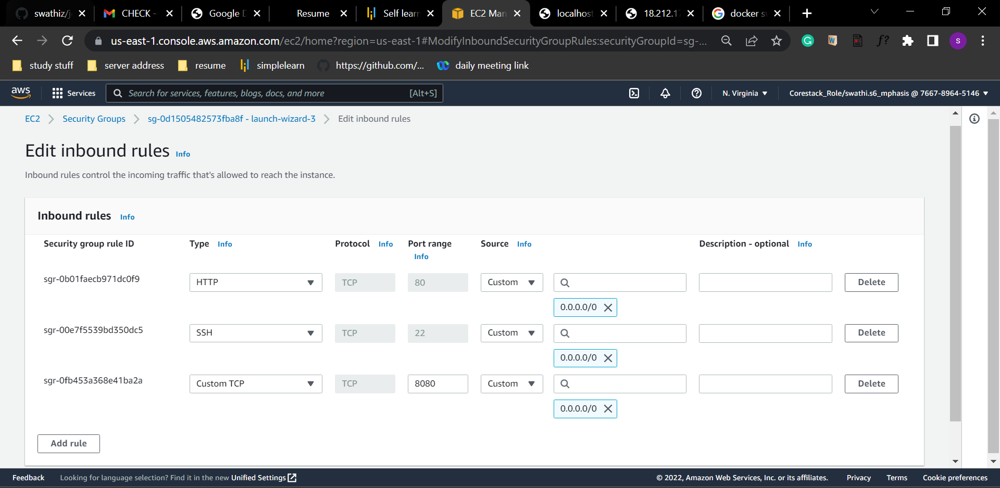 swathiz/j
CHECK -
Google D
Resume
Self learn
EC2 Man
localhost
18.212.17
docker s
us-east-1.console.aws.amazon.com/ec2/home?region=us-east-1#ModifyInboundSecurityGroupRules:securityGroupId=sg-...
s
study stuff
server address
resume
simplelearn
https://github.com/...
daily meeting link
aws
Services
Search for services, features, blogs, docs, and more
[Alt+S]
N. Virginia
Corestack_Role/swathi.s6_mphasis @ 7667-8964-5146
EC2
Security Groups
sg-0d1505482573fba8f - launch-wizard-3
Edit inbound rules
Edit inbound rules Info
Inbound rules control the incoming traffic that's allowed to reach the instance.
Inbound rules Info
Security group rule ID
Type Info
Protocol Info
Port range Info
Source Info
Description - optional Info
sgr-0b01faecb971dc0f9
HTTP
TCP
80
Custom
Delete
0.0.0.0/0
sgr-00e7f5539bd350dc5
SSH
TCP
22
Custom
Delete
0.0.0.0/0
sgr-0fb453a368e41ba2a
Custom TCP
TCP
8080
Custom
Delete
0.0.0.0/0
Add rule
Feedback
Looking for language selection? Find it in the new Unified Settings
© 2022, Amazon Web Services, Inc. or its affiliates.
Privacy
Terms
Cookie preferences